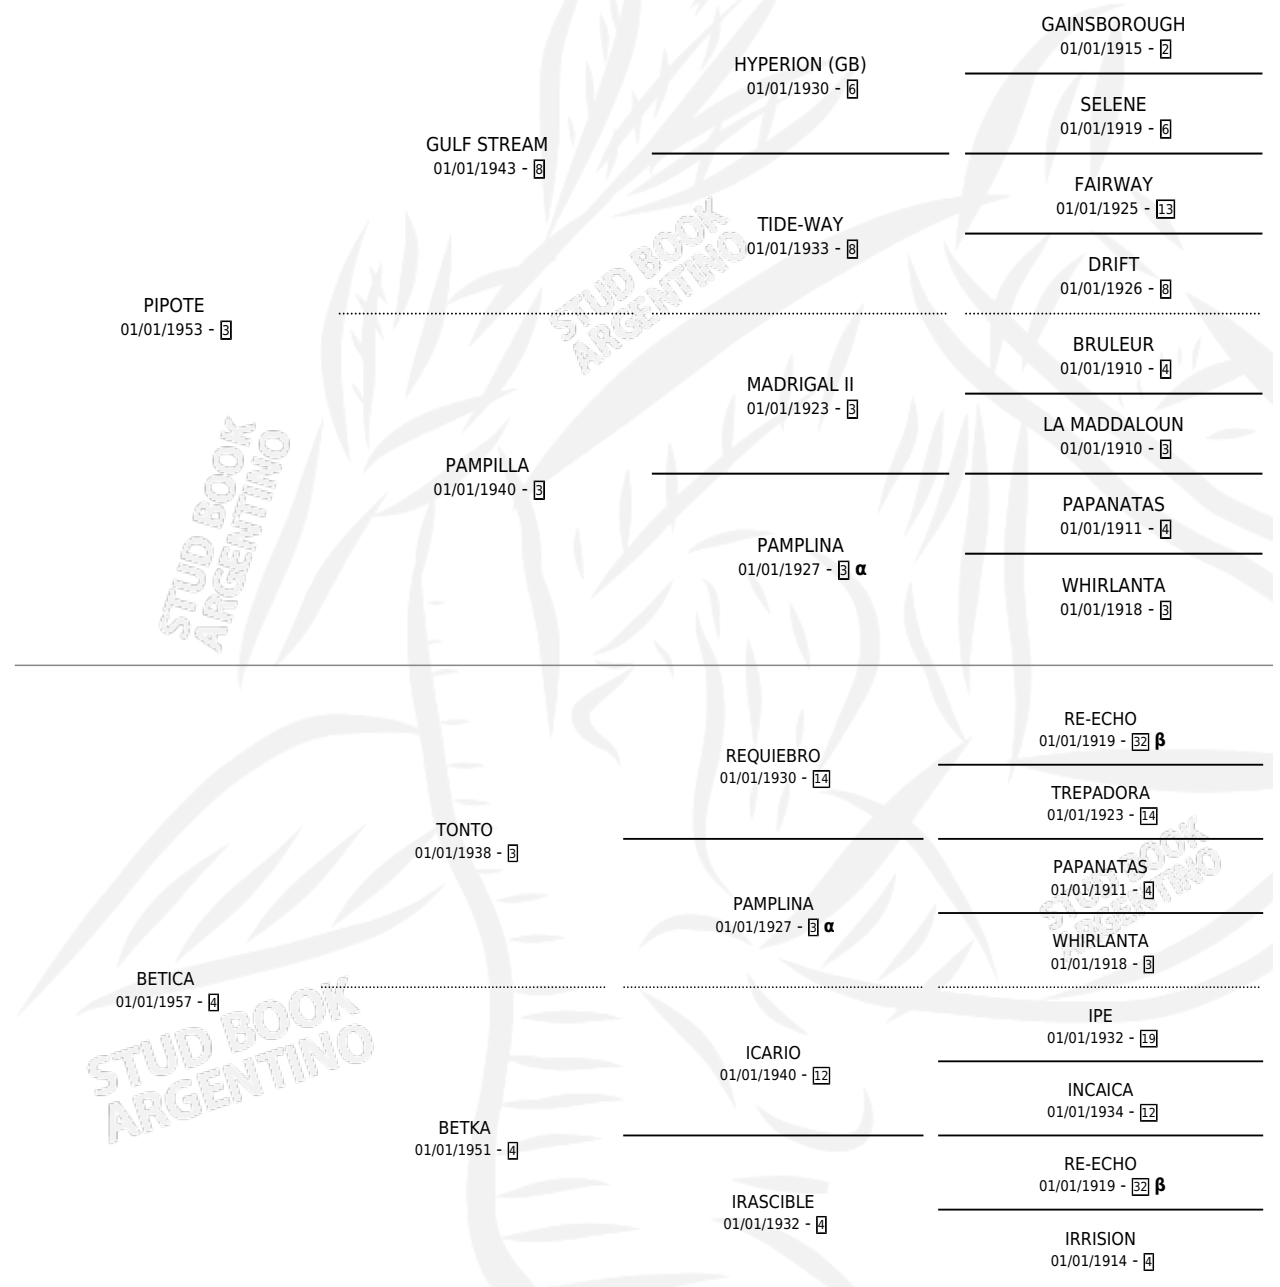 GAINSBOROUGH
01/01/1915 - 2
HYPERION (GB)
01/01/1930 - 6
SELENE
01/01/1919 - 6
GULF STREAM
01/01/1943 - 8
FAIRWAY
01/01/1925 - 13
TIDE-WAY
01/01/1933 - 8
DRIFT
01/01/1926 - 8
PIPOTE
01/01/1953 - 3
BRULEUR
01/01/1910 - 4
MADRIGAL II
01/01/1923 - 3
LA MADDALOUN
01/01/1910 - 3
PAMPILLA
01/01/1940 - 3
PAPANATAS
01/01/1911 - 4
PAMPLINA
01/01/1927 - 3 α
WHIRLANTA
01/01/1918 - 3
RE-ECHO
01/01/1919 - 32 β
REQUIEBRO
01/01/1930 - 14
TREPADORA
01/01/1923 - 14
TONTO
01/01/1938 - 3
PAPANATAS
01/01/1911 - 4
PAMPLINA
01/01/1927 - 3 α
WHIRLANTA
01/01/1918 - 3
BETICA
01/01/1957 - 4
IPE
01/01/1932 - 19
ICARIO
01/01/1940 - 12
INCAICA
01/01/1934 - 12
BETKA
01/01/1951 - 4
RE-ECHO
01/01/1919 - 32 β
IRASCIBLE
01/01/1932 - 4
IRRISION
01/01/1914 - 4
STUD BOOK
ARGENTINO
STUD BOOK
ARGENTINO
STUD BOOK
ARGENTINO
STUD BOOK
ARGENTINO